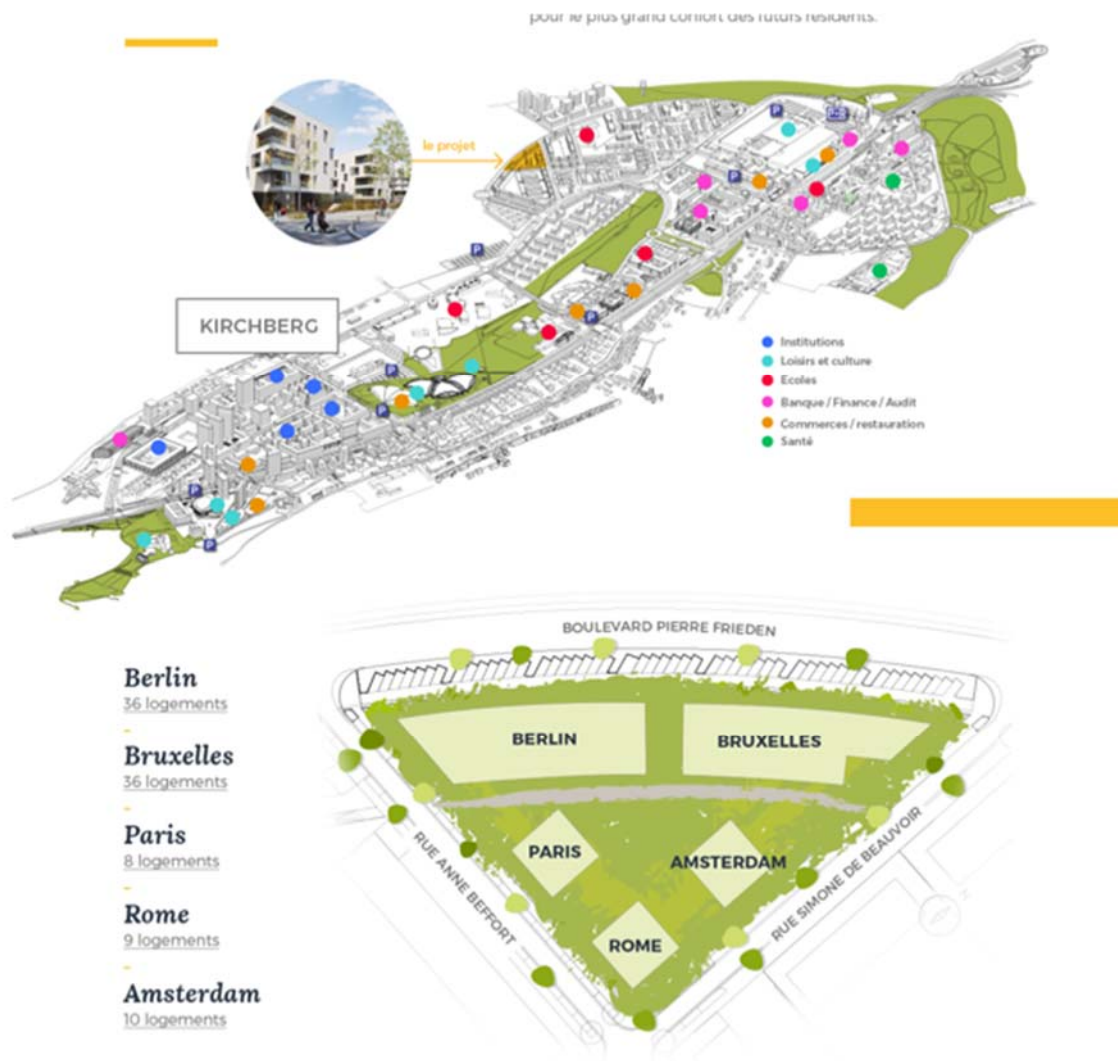 pour le plus grand confort des futurs résidents.
le projet
P
P+R
P
P
KIRCHBERG
P
Institutions
Loisirs et culture
Ecoles
Banque / Finance / Audit
Commerces / restauration
Santé
P
P
P
P
BOULEVARD PIERRE FRIEDEN
Berlin
36 logements
Bruxelles
36 logements
Paris
8 logements
Rome
9 logements
Amsterdam
10 logements
BERLIN
BRUXELLES
PARIS
AMSTERDAM
ROME
RUE ANNE BEFFORT
RUE SIMONE DE BEAUVOIR